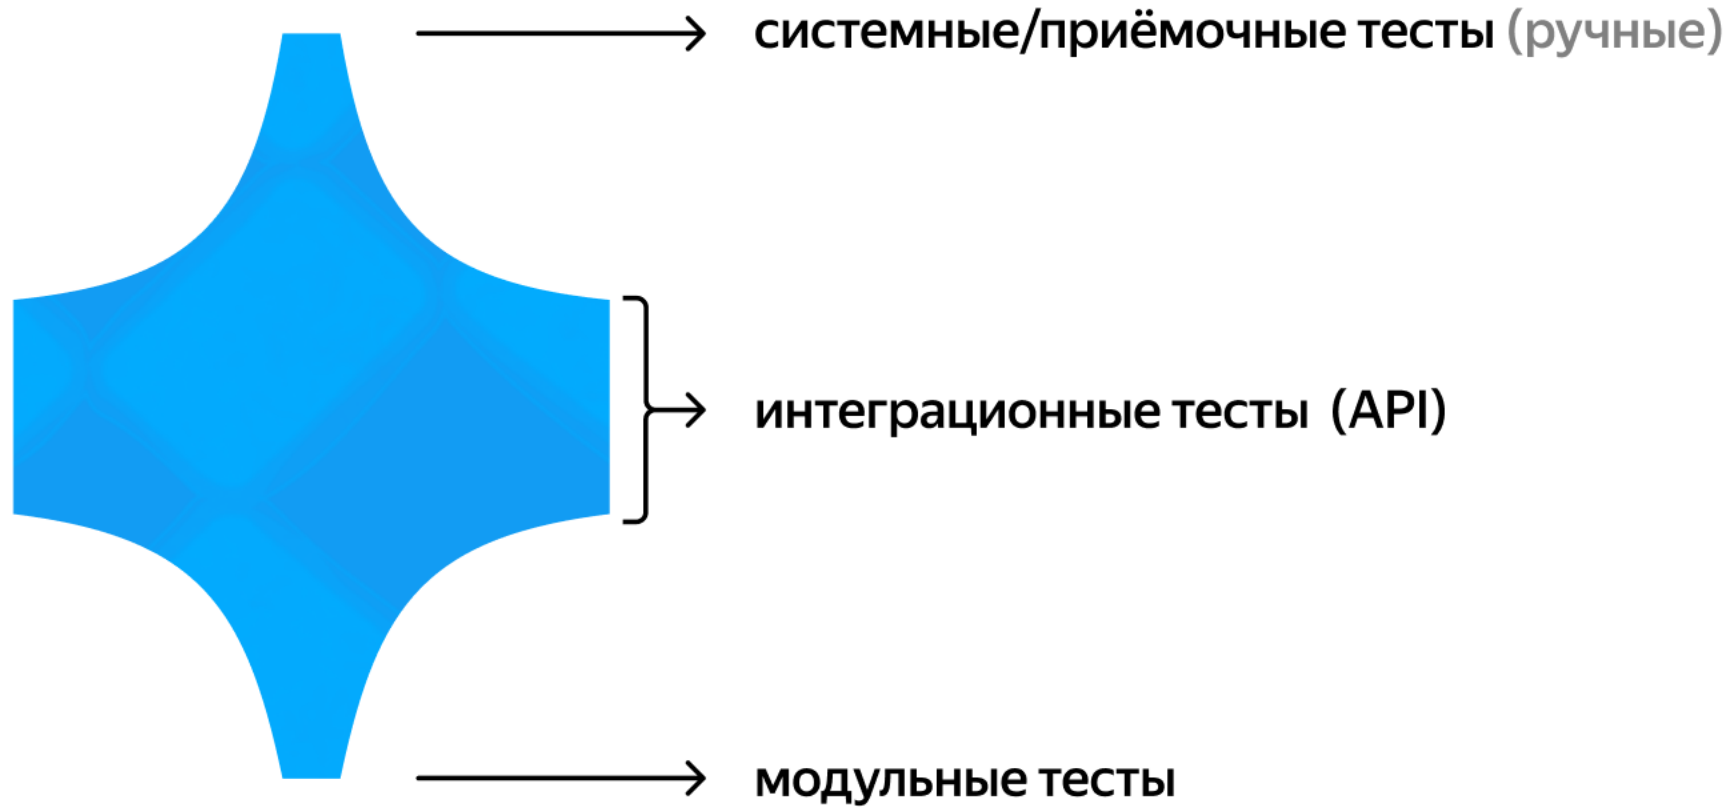 системные/приёмочные тесты (ручные)
интеграционные тесты (API)
модульные тесты